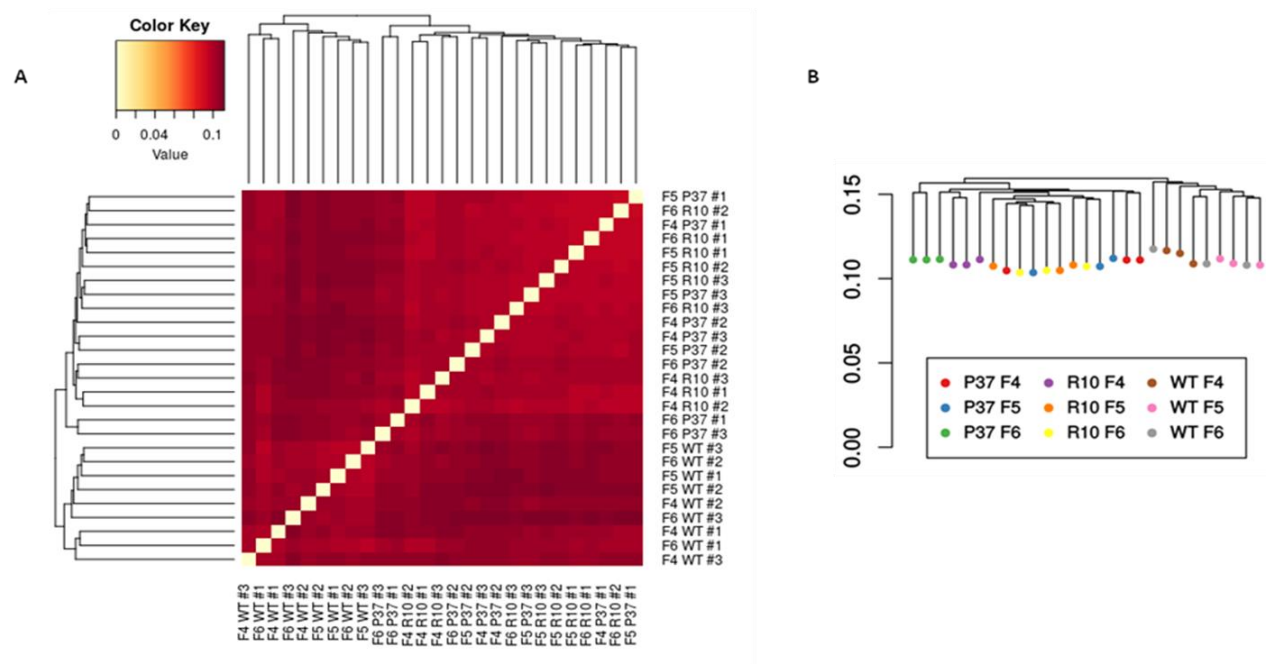 A
Color Key
0 0.04 0.1
Value
F5 P37 #1
F6 R10 #2
F4 P37 #1
F6 R10 #1
F5 R10 #1
F5 R10 #2
F5 R10 #3
F5 P37 #3
F6 R10 #3
F4 P37 #2
F4 P37 #3
F5 P37 #2
F6 P37 #2
F4 R10 #3
F4 R10 #1
F4 R10 #2
F6 P37 #1
F6 P37 #3
F5 WT #3
F6 WT #2
F5 WT #1
F5 WT #2
F4 WT #2
F6 WT #3
F4 WT #1
F6 WT #1
F4 WT #3
F4 WT #3
F6 WT #1
F4 WT #1
F6 WT #3
F4 WT #2
F5 WT #2
F5 WT #1
F6 WT #2
F5 WT #3
F6 P37 #3
F6 P37 #1
F4 R10 #2
F4 R10 #1
F4 R10 #3
F6 P37 #2
F5 P37 #2
F4 P37 #3
F4 P37 #2
F6 R10 #3
F5 P37 #3
F5 R10 #3
F5 R10 #2
F5 R10 #1
F6 R10 #1
F4 P37 #1
F6 R10 #2
F5 P37 #1
B
0.15
0.10
0.05
0.00
P37 F4 R10 F4 WT F4
P37 F5 R10 F5 WT F5
P37 F6 R10 F6 WT F6